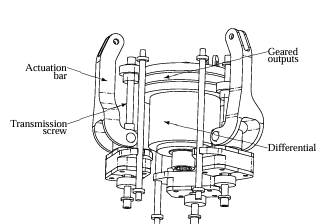 Geared
outputs
Actuation
bar
Transmission
screw
Differential